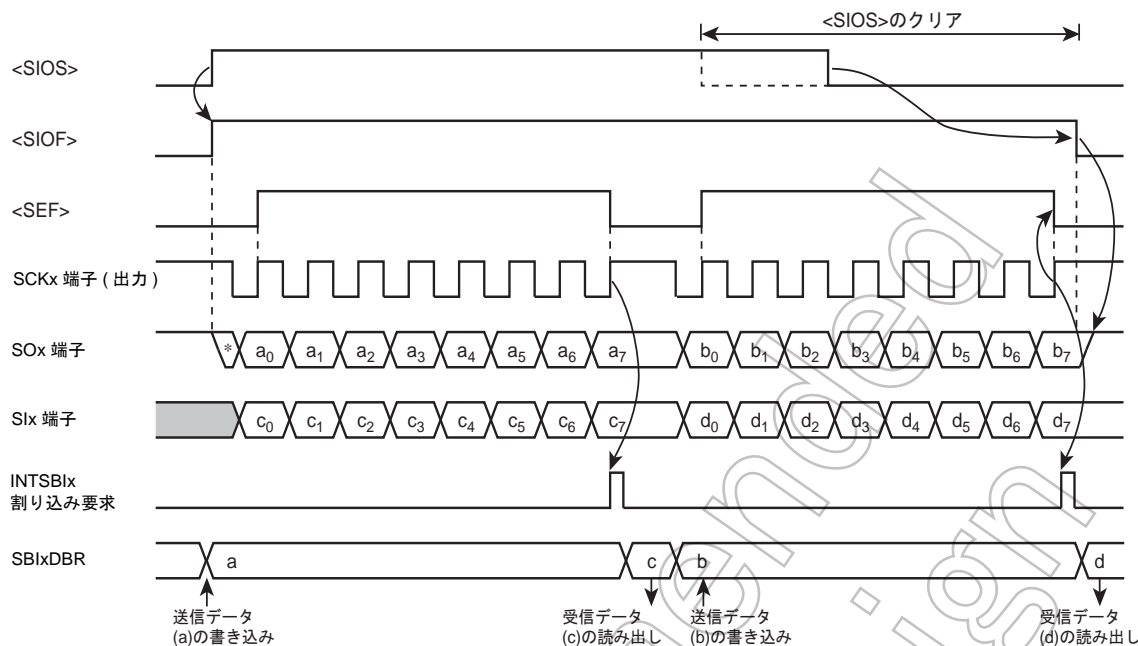 <SIOS>のクリア
<SIOS>
<SIOF>
<SEF>
SCKx 端子 ( 出力 )
SOx 端子
* a0 a1 a2 a3 a4 a5 a6 a7 b0 b1 b2 b3 b4 b5 b6 b7
SIx 端子
c0 c1 c2 c3 c4 c5 c6 c7 d0 d1 d2 d3 d4 d5 d6 d7
INTSBIx
割り込み要求
SBIxDBR
a c b d
送信データ
(a)の書き込み
受信データ
(c)の読み出し
送信データ
(b)の書き込み
受信データ
(d)の読み出し